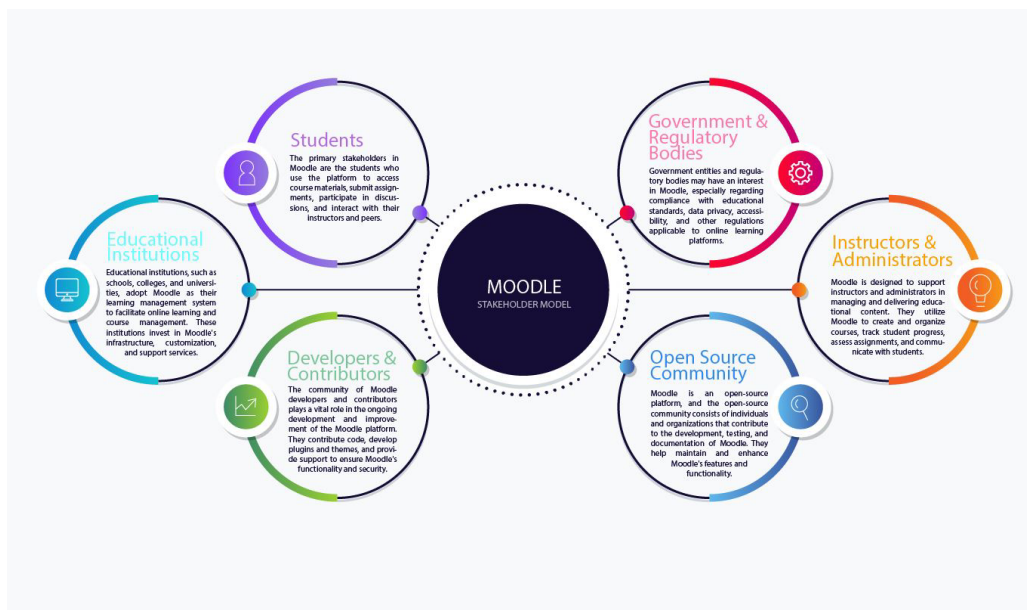 Students
The primary stakeholders in
Moodle are the students who
use the platform to access
course materials, submit assign-
ments, participate in discus-
sions, and interact with their
instructors and peers.
Government &
Regulatory
Bodies
Government entities and regula-
tory bodies may have an interest
in Moodle, especially regarding
compliance with educational
standards, data privacy, accessi-
bility, and other regulations
applicable to online learning
platforms.
Educational
Institutions
Educational institutions, such as
schools, colleges, and universi-
ties, adopt Moodle as their
learning management system
to facilitate online learning and
course management. These
institutions invest in Moodle's
infrastructure, customization,
and support services.
MOODLE
STAKEHOLDER MODEL
Instructors &
Administrators
Moodle is designed to support
instructors and administrators in
managing and delivering educa-
tional content. They utilize
Moodle to create and organize
courses, track student progress,
assess assignments, and commu-
nicate with students.
Developers &
Contributors
The community of Moodle
developers and contributors
plays a vital role in the ongoing
development and improve-
ment of the Moodle platform.
They contribute code, develop
plugins and themes, and provi-
de support to ensure Moodle's
functionality and security.
Open Source
Community
Moodle is an open-source
platform, and the open-source
community consists of individuals
and organizations that contribute
to the development, testing, and
documentation of Moodle. They
help maintain and enhance
Moodle's features and
functionality.